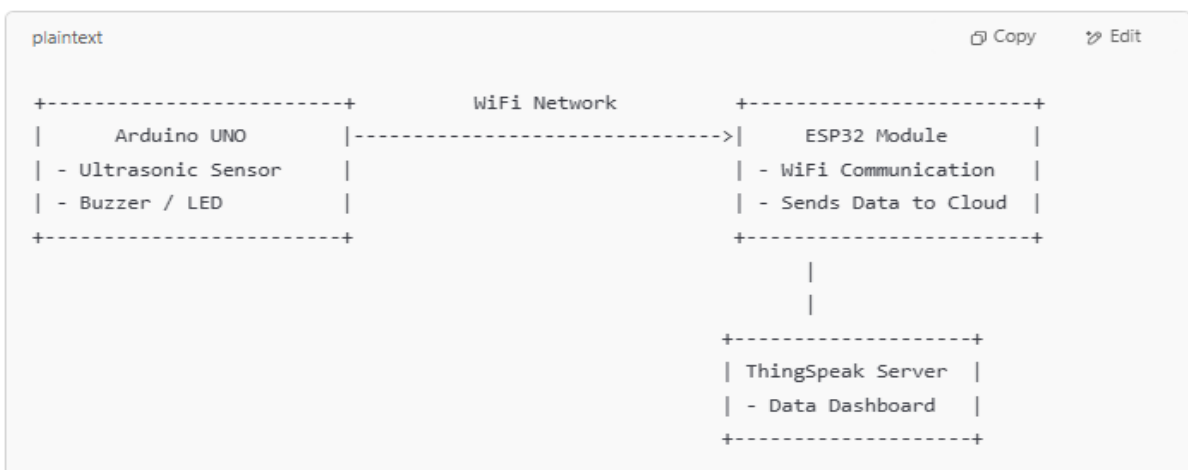 plaintext Copy Edit
+-------------------------+ WiFi Network +------------------------+
| Arduino UNO |------------------------------->| ESP32 Module |
| - Ultrasonic Sensor | | - WiFi Communication |
| - Buzzer / LED | | - Sends Data to Cloud |
+-------------------------+ +------------------------+
|
|
+--------------------+
| ThingSpeak Server |
| - Data Dashboard |
+--------------------+